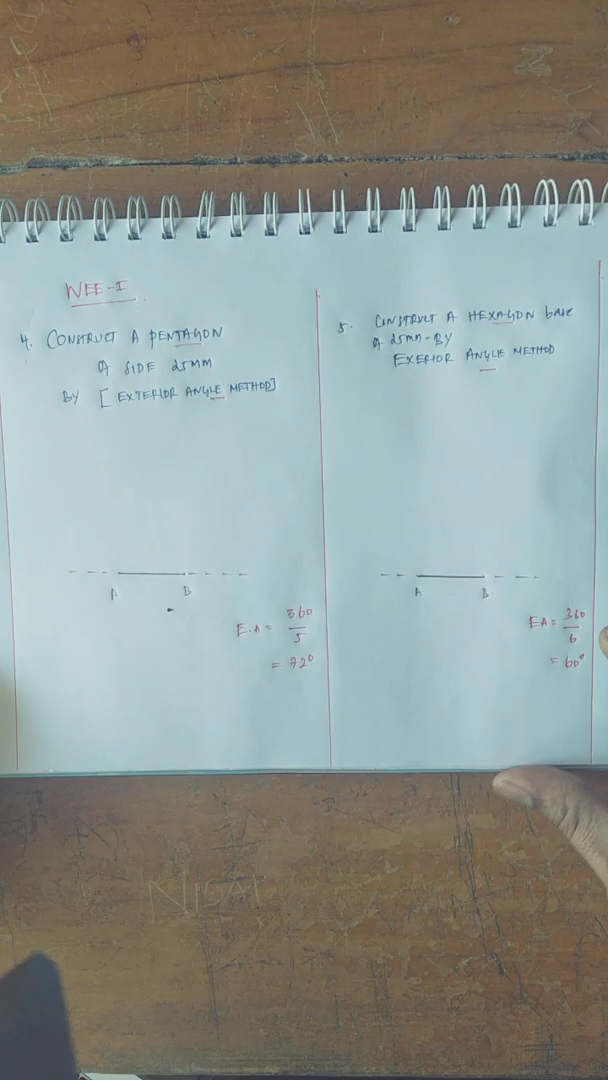 WEE-I
4. CONSTRUCT A PENTAGON
OF SIDE 25MM
BY [EXTERIOR ANGLE METHOD]
A B
E.A = 360
5
= 72°
5. CONSTRUCT A HEXAGON base
of 25mm - BY
EXERIOR ANGLE METHOD
A B
EA = 360
6
= 60°